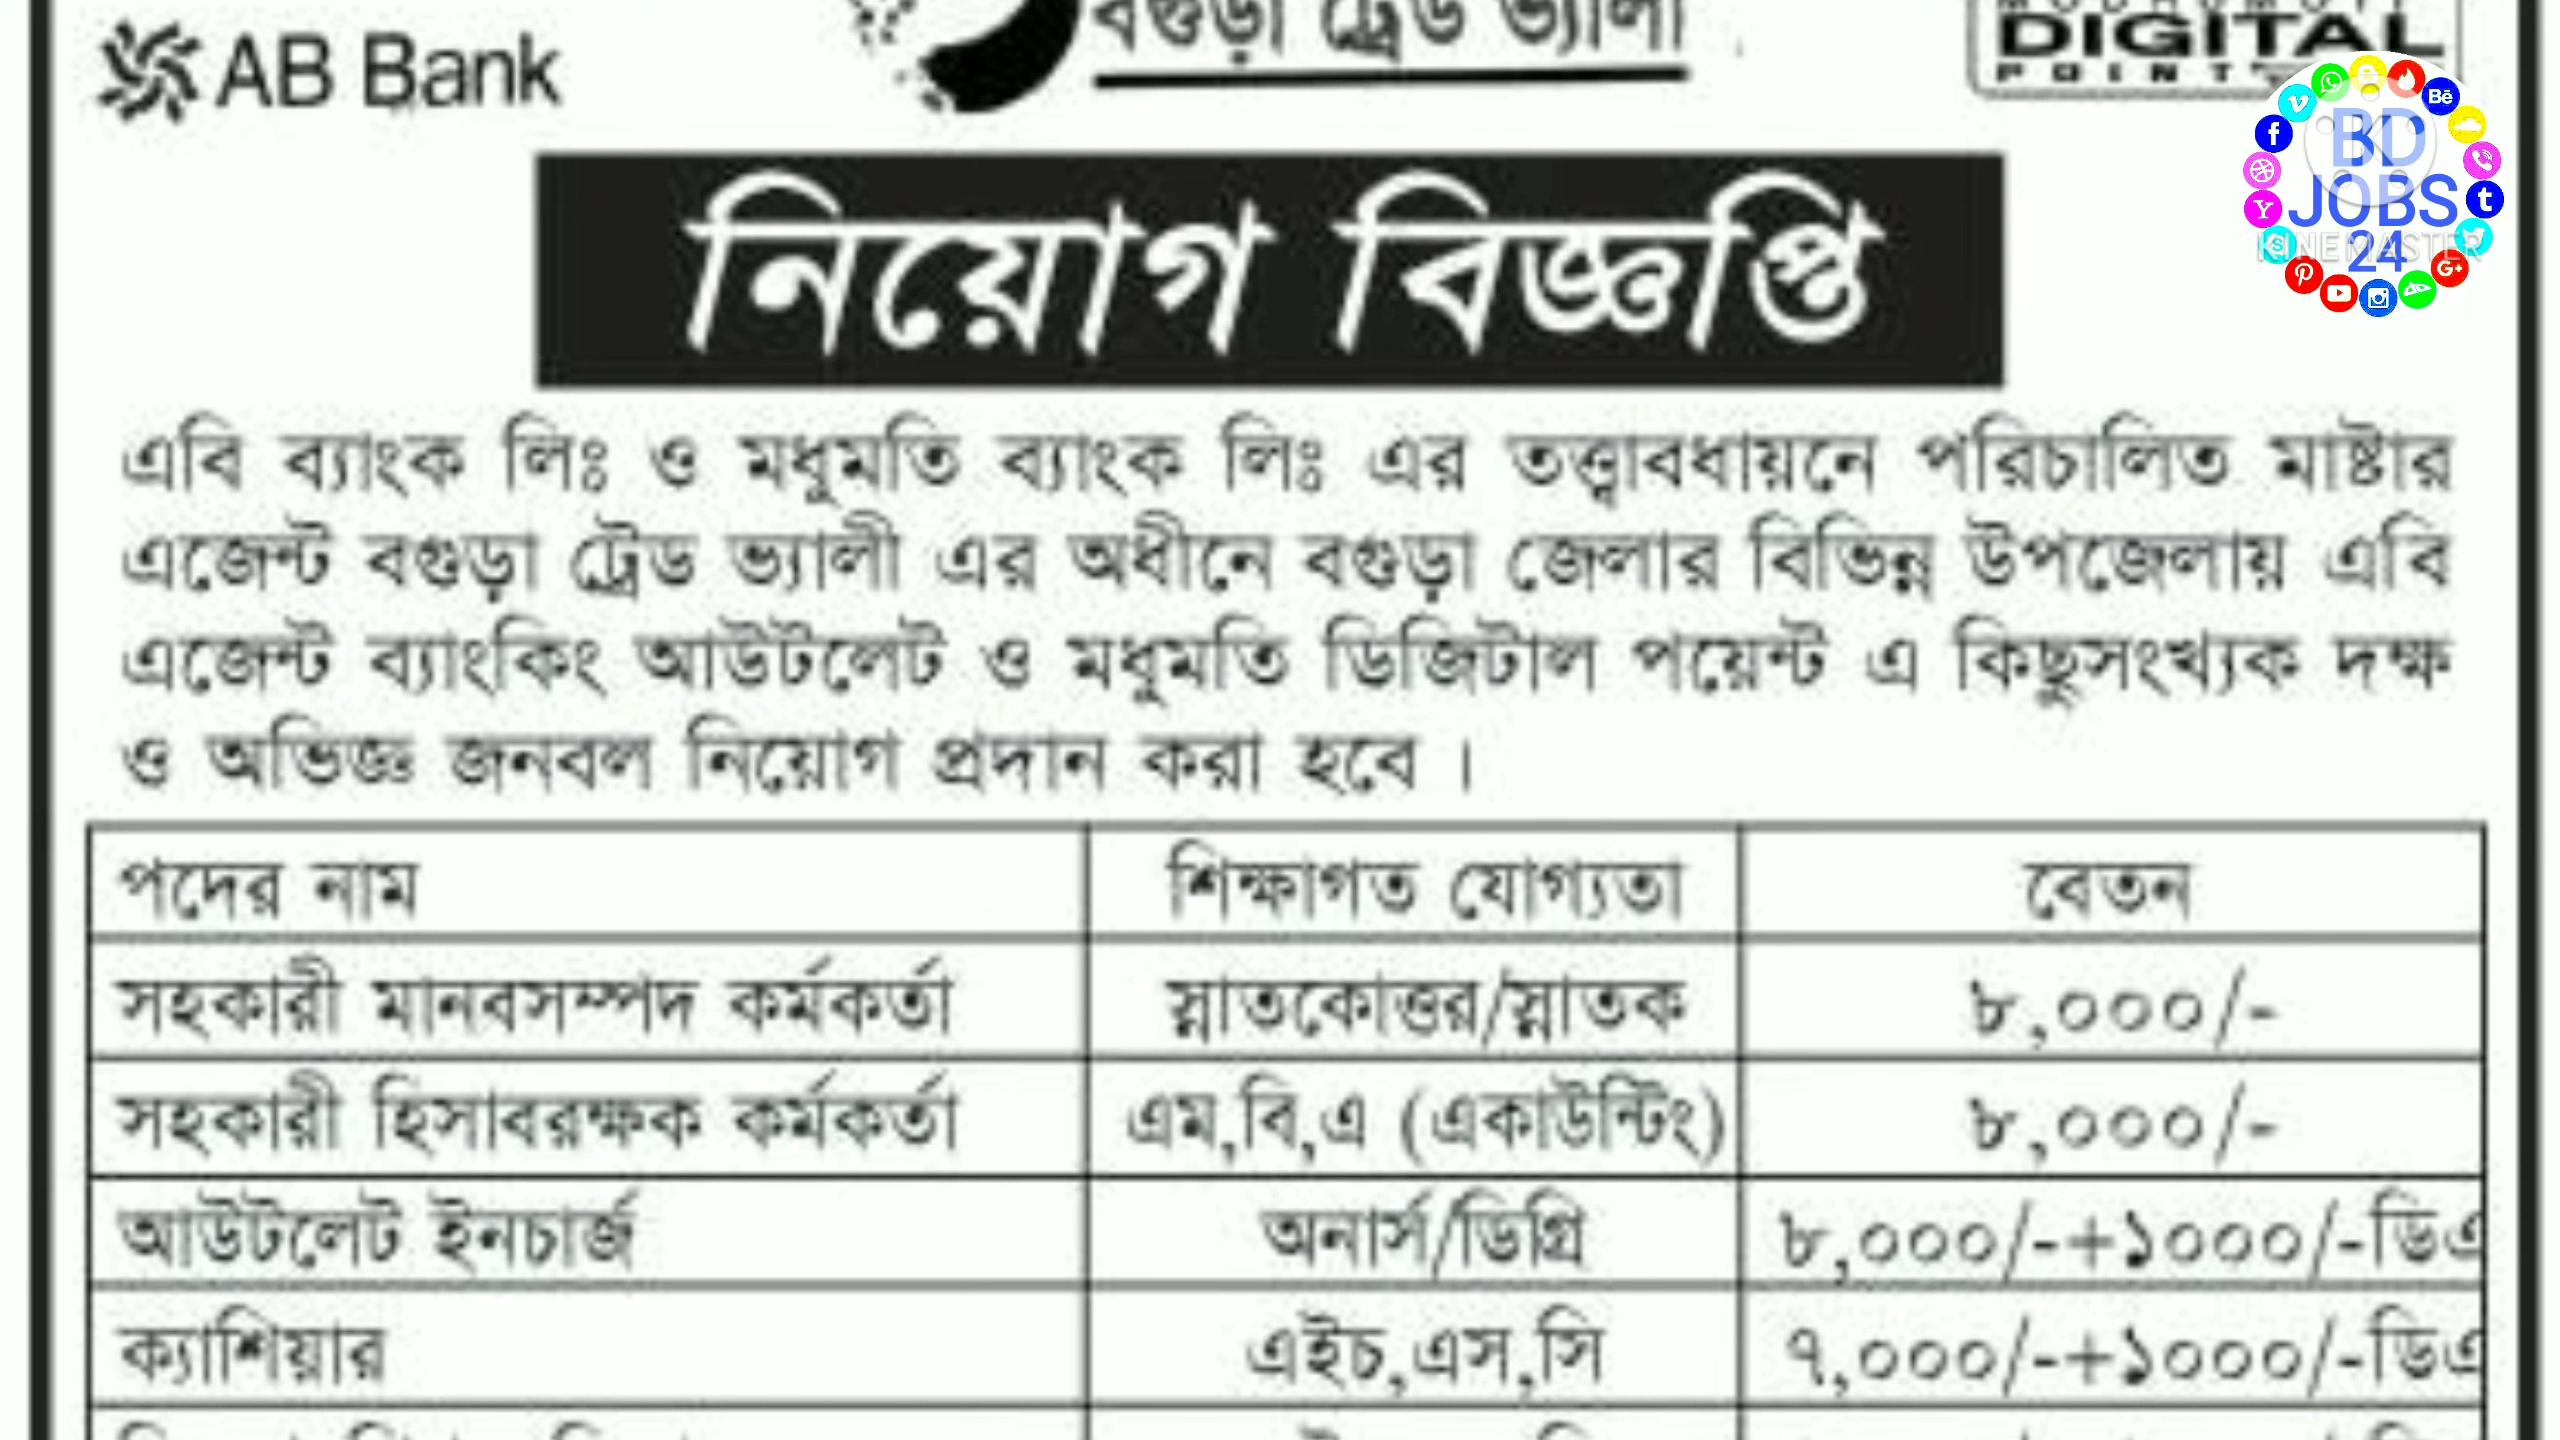 AB Bank
বগুড়া ট্রেড ভ্যালী
DIGITAL
POINT
BD
JOBS
24
KINEMASTER
নিয়োগ বিজ্ঞপ্তি
এবি ব্যাংক লিঃ ও মধুমতি ব্যাংক লিঃ এর তত্ত্বাবধায়নে পরিচালিত মাষ্টার
এজেন্ট বগুড়া ট্রেড ভ্যালী এর অধীনে বগুড়া জেলার বিভিন্ন উপজেলায় এবি
এজেন্ট ব্যাংকিং আউটলেট ও মধুমতি ডিজিটাল পয়েন্ট এ কিছুসংখ্যক দক্ষ
ও অভিজ্ঞ জনবল নিয়োগ প্রদান করা হবে ।
পদের নাম শিক্ষাগত যোগ্যতা বেতন
সহকারী মানবসম্পদ কর্মকর্তা স্নাতকোত্তর/স্নাতক ৮,০০০/-
সহকারী হিসাবরক্ষক কর্মকর্তা এম,বি,এ (একাউন্টিং) ৮,০০০/-
আউটলেট ইনচার্জ অনার্স/ডিগ্রি ৮,০০০/-+১০০০/-ডিএ
ক্যাশিয়ার এইচ,এস,সি ৭,০০০/-+১০০০/-ডিএ